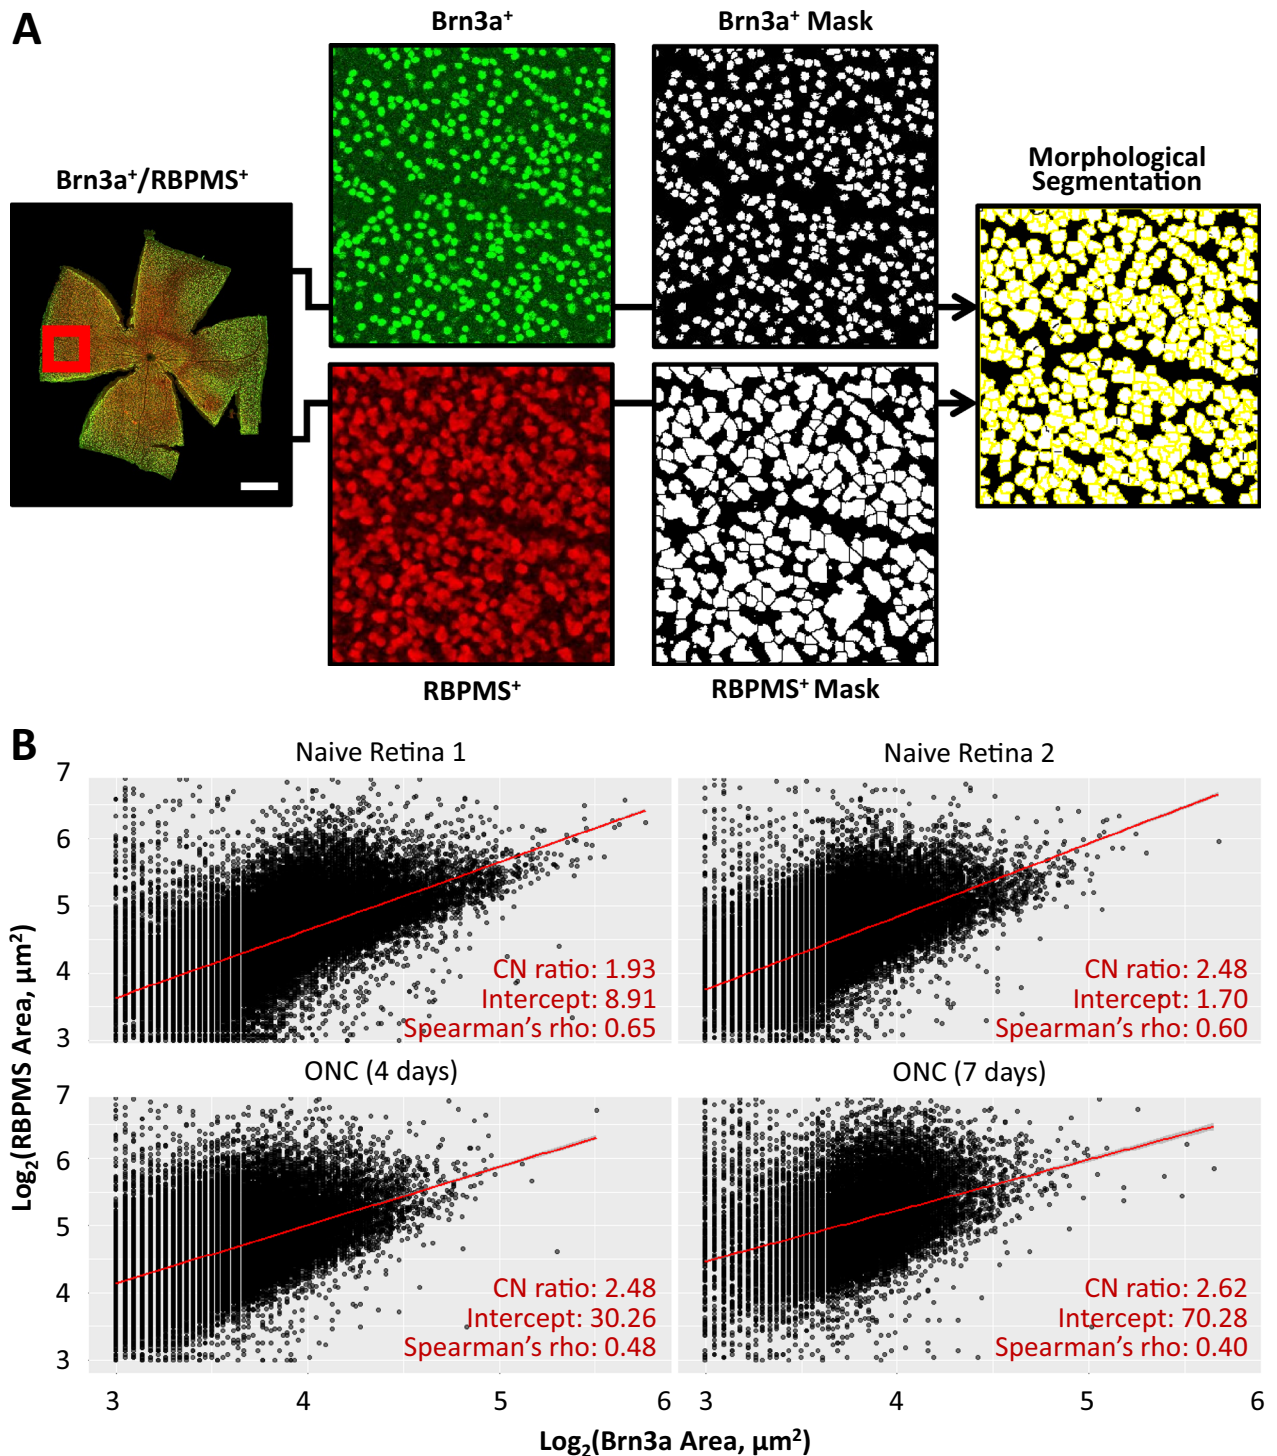 A
Brn3a⁺
Brn3a⁺ Mask
Brn3a⁺/RBPMS⁺
Morphological
Segmentation
RBPMS⁺
RBPMS⁺ Mask
B
Naive Retina 1
Naive Retina 2
7
6
5
4
3
CN ratio: 1.93
Intercept: 8.91
Spearman's rho: 0.65
CN ratio: 2.48
Intercept: 1.70
Spearman's rho: 0.60
Log₂(RBPMS Area, µm²)
ONC (4 days)
ONC (7 days)
7
6
5
4
3
CN ratio: 2.48
Intercept: 30.26
Spearman's rho: 0.48
CN ratio: 2.62
Intercept: 70.28
Spearman's rho: 0.40
3 4 5 6
3 4 5 6
Log₂(Brn3a Area, µm²)